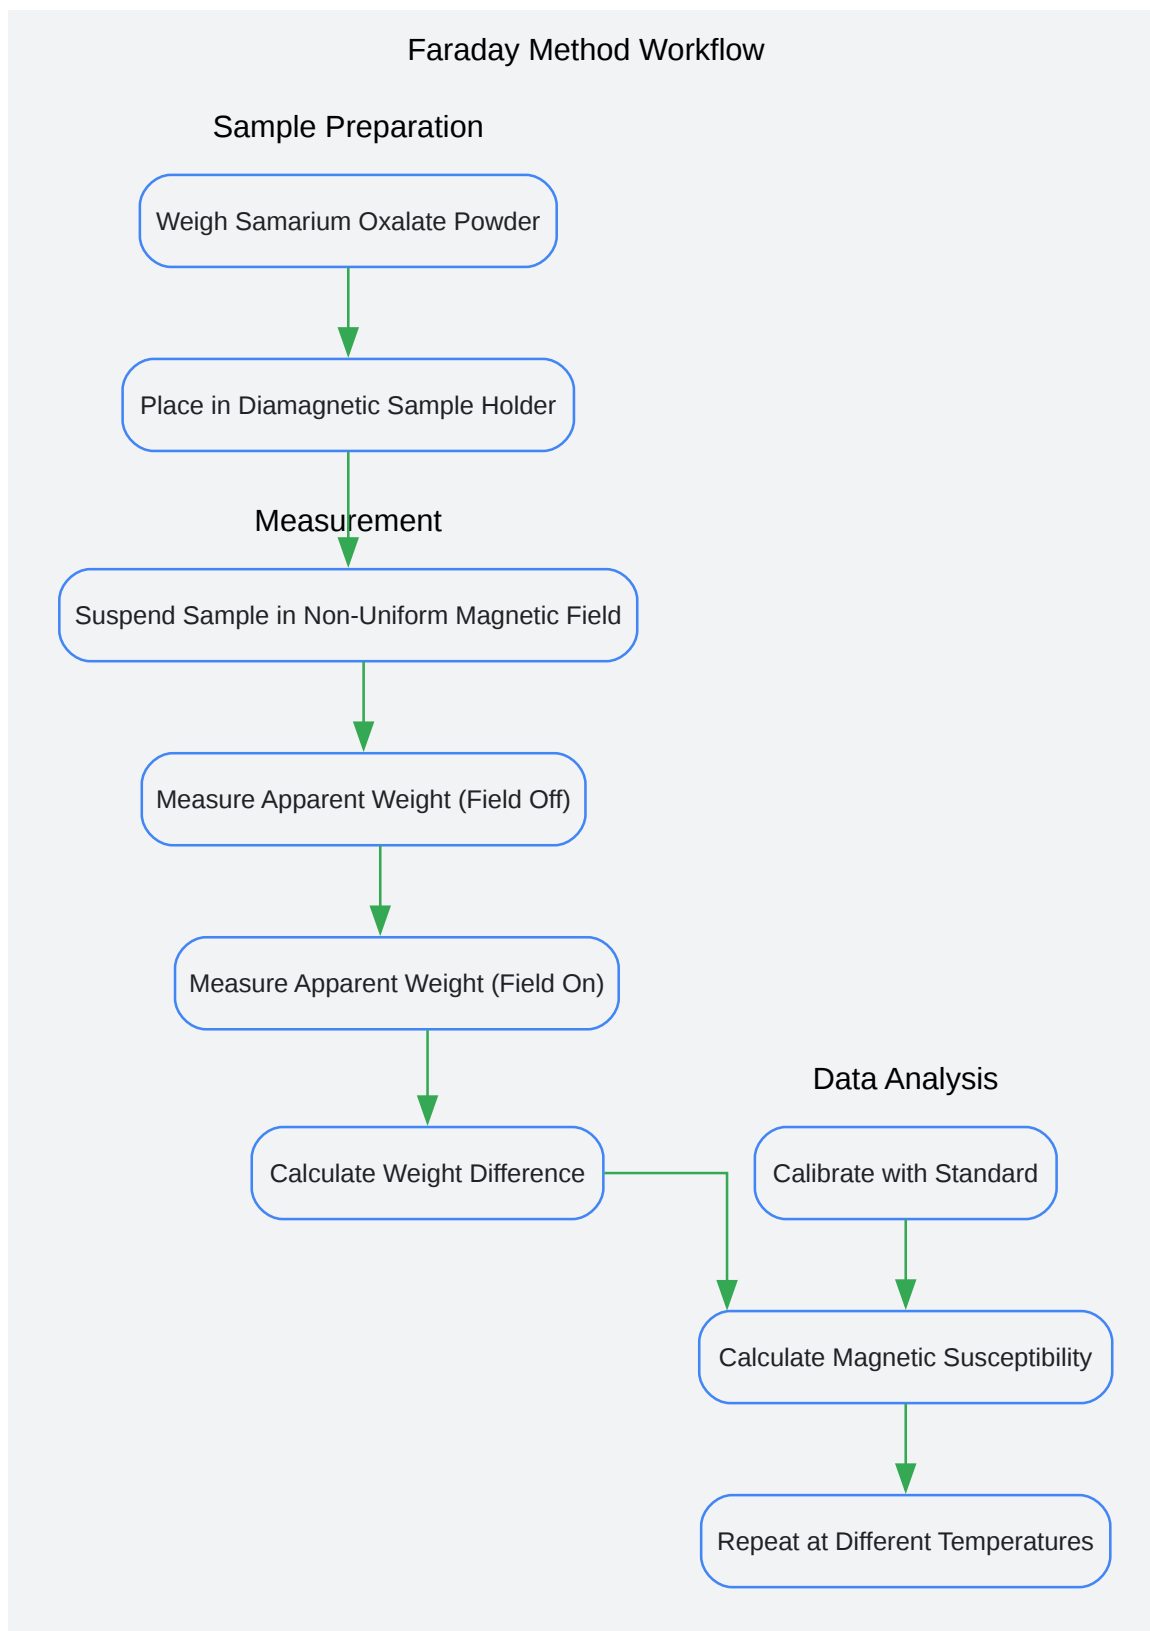 Faraday Method Workflow
Sample Preparation
Weigh Samarium Oxalate Powder
Place in Diamagnetic Sample Holder
Measurement
Suspend Sample in Non-Uniform Magnetic Field
Measure Apparent Weight (Field Off)
Measure Apparent Weight (Field On)
Calculate Weight Difference
Data Analysis
Calibrate with Standard
Calculate Magnetic Susceptibility
Repeat at Different Temperatures